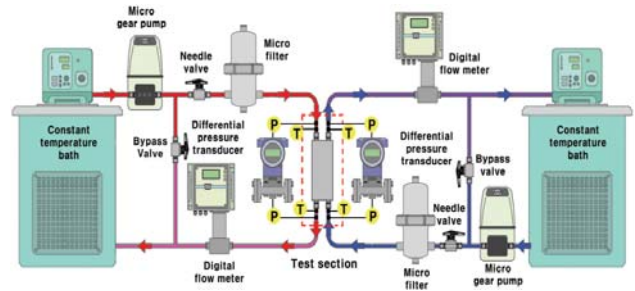 Micro
gear pump
Needle
valve
Micro
filter
Digital
flow meter
Constant
temperature
bath
Bypass
Valve
Differential
pressure
transducer
P
T
P
T
P
T
P
T
Differential
pressure
transducer
Bypass
valve
Constant
temperature
bath
Needle
valve
Digital
flow meter
Test section
Micro
filter
Micro
gear pump